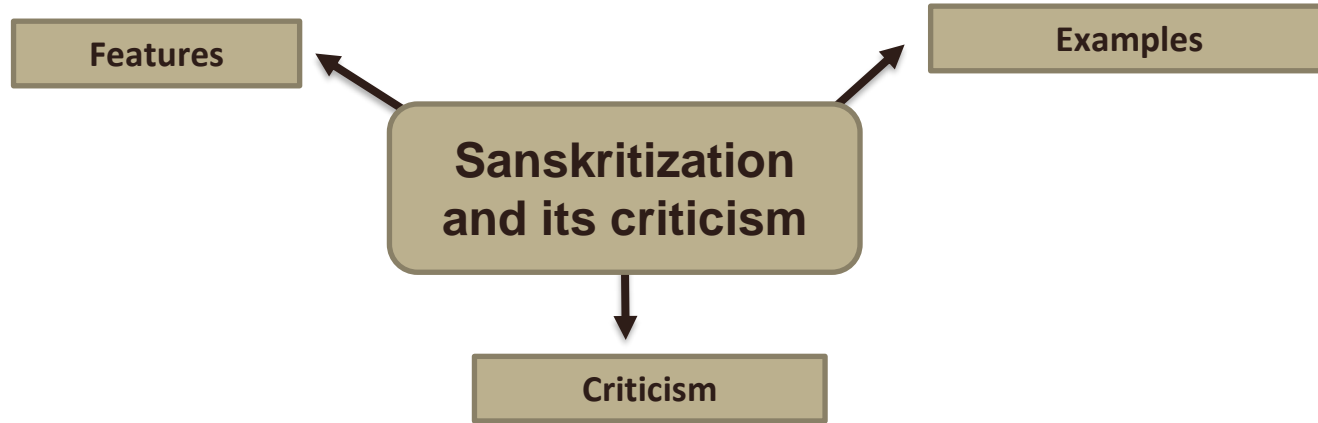 Features
Examples
Sanskritization
and its criticism
Criticism